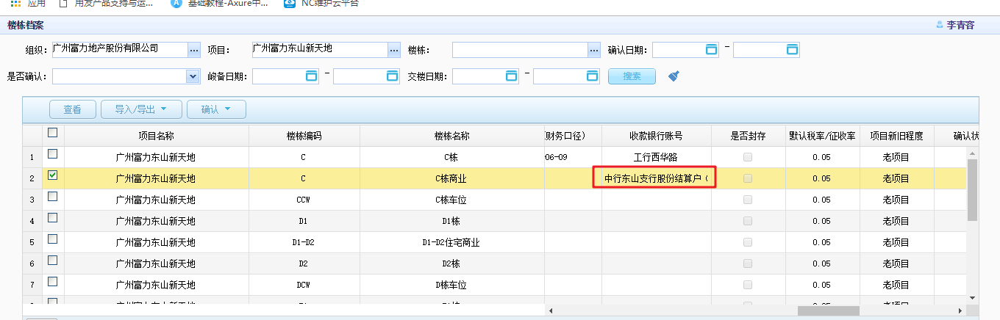 应用 用友产品支持与运... 基础教程-Axure中... NC维护云平台
楼栋档案 李青容
组织: 广州富力地产股份有限公司 ... 项目: 广州富力东山新天地 ... 楼栋: ... 确认日期: -
是否确认: 峻备日期: - 交楼日期: - 搜索
查看 导入/导出 确认
项目名称 楼栋编码 楼栋名称 (财务口径) 收款银行账号 是否封存 默认税率/征收率 项目新旧程度 确认状
1 广州富力东山新天地 C C栋 06-09 工行西华路 0.05 老项目
2 广州富力东山新天地 C C栋商业 中行东山支行股份结算户( 0.05 老项目
3 广州富力东山新天地 CCW C栋车位 0.05 老项目
4 广州富力东山新天地 D1 D1栋 0.05 老项目
5 广州富力东山新天地 D1-D2 D1-D2住宅商业 0.05 老项目
6 广州富力东山新天地 D2 D2栋 0.05 老项目
7 广州富力东山新天地 DCW D栋车位 0.05 老项目